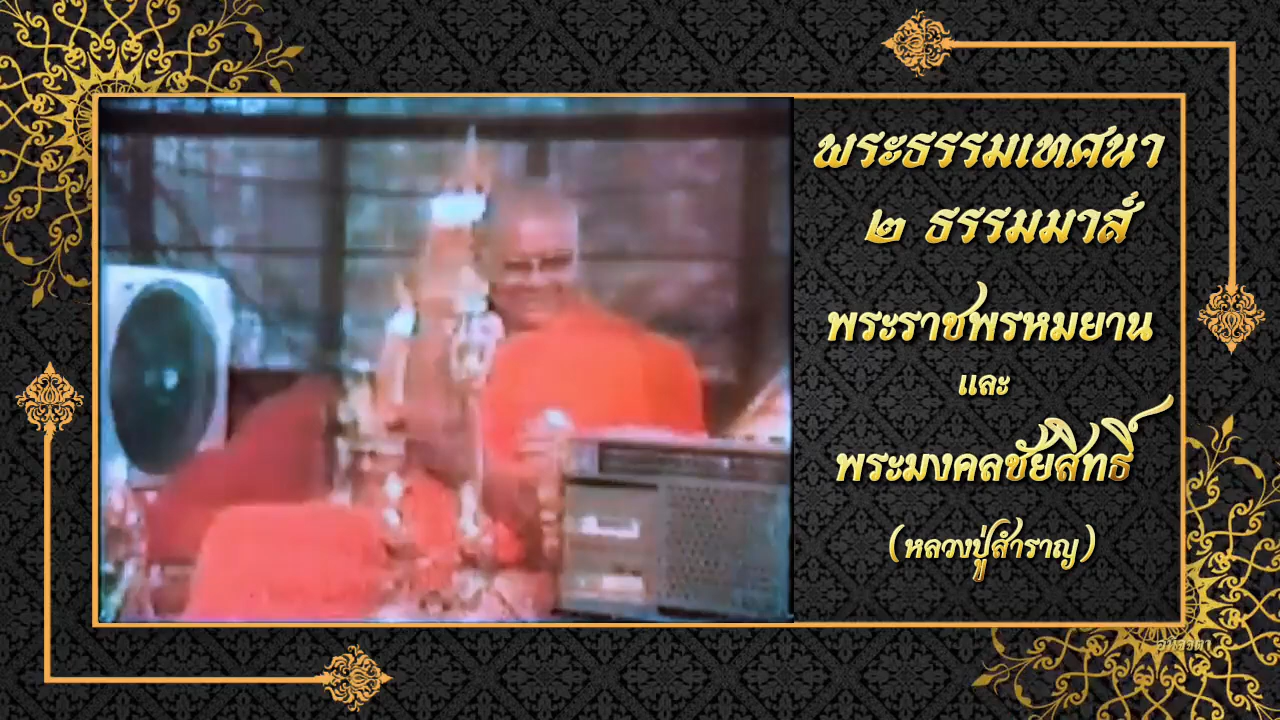 พระธรรมเทศนา
๒ ธรรมมาส์
พระราชพรหมยาน
และ
พระมงคลชัยสิทธิ์
(หลวงปู่สำราญ)